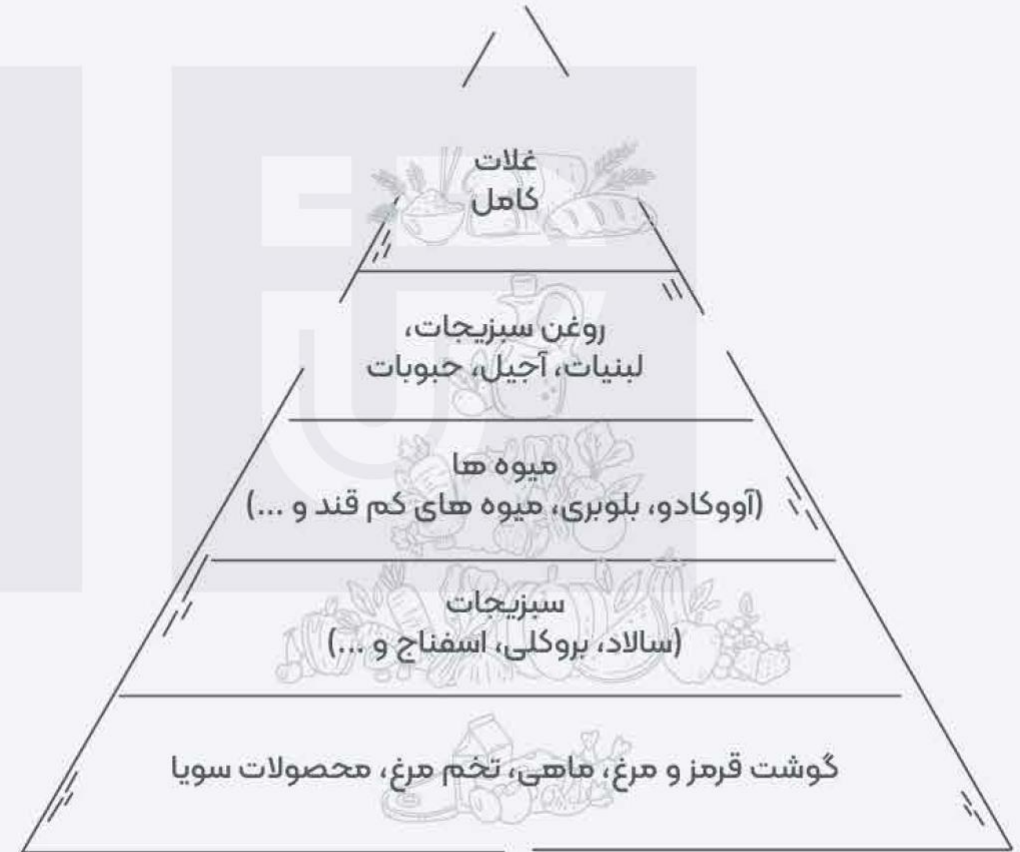 غلات
کامل
روغن سبزیجات،
لبنیات، آجیل، حبوبات
میوه ها
(آووکادو، بلوبری، میوه های کم قند و ...)
سبزیجات
(سالاد، بروکلی، اسفناج و ...)
گوشت قرمز و مرغ، ماهی، تخم مرغ، محصولات سویا